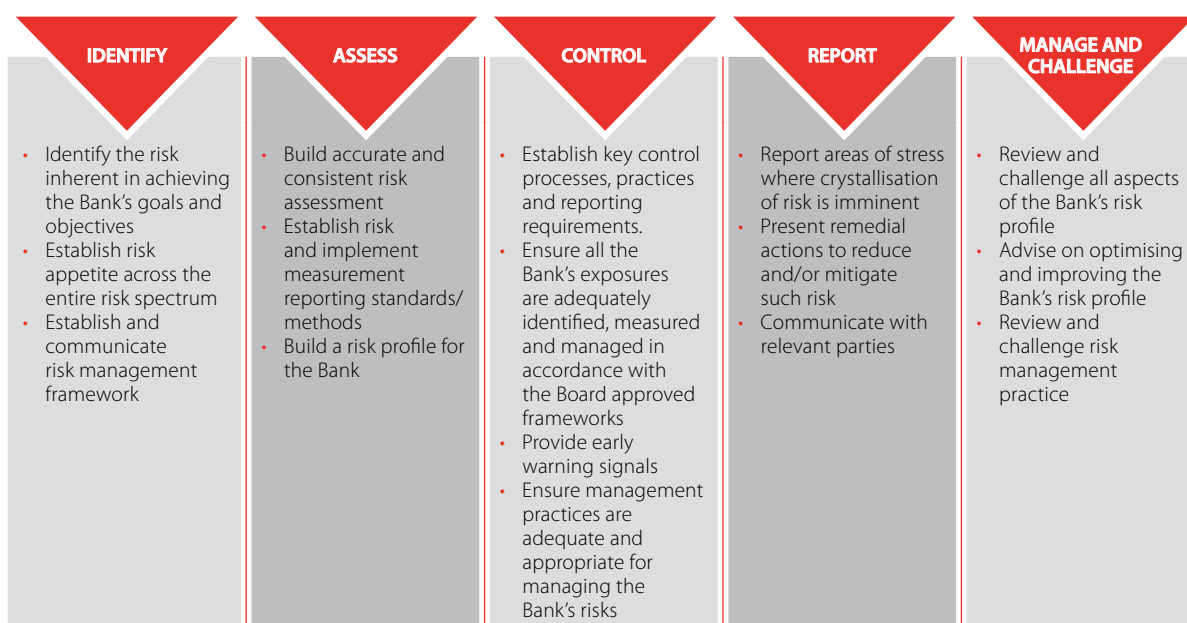 IDENTIFY
• Identify the risk
inherent in achieving
the Bank's goals and
objectives
• Establish risk
appetite across the
entire risk spectrum
• Establish and
communicate
risk management
framework
ASSESS
• Build accurate and
consistent risk
assessment
• Establish risk
and implement
measurement
reporting standards/
methods
• Build a risk profile for
the Bank
CONTROL
• Establish key control
processes, practices
and reporting
requirements.
• Ensure all the
Bank's exposures
are adequately
identified, measured
and managed in
accordance with
the Board approved
frameworks
• Provide early
warning signals
• Ensure management
practices are
adequate and
appropriate for
managing the
Bank's risks
REPORT
• Report areas of stress
where crystallisation
of risk is imminent
• Present remedial
actions to reduce
and/or mitigate
such risk
• Communicate with
relevant parties
MANAGE AND
CHALLENGE
• Review and
challenge all aspects
of the Bank's risk
profile
• Advise on optimising
and improving the
Bank's risk profile
• Review and
challenge risk
management
practice